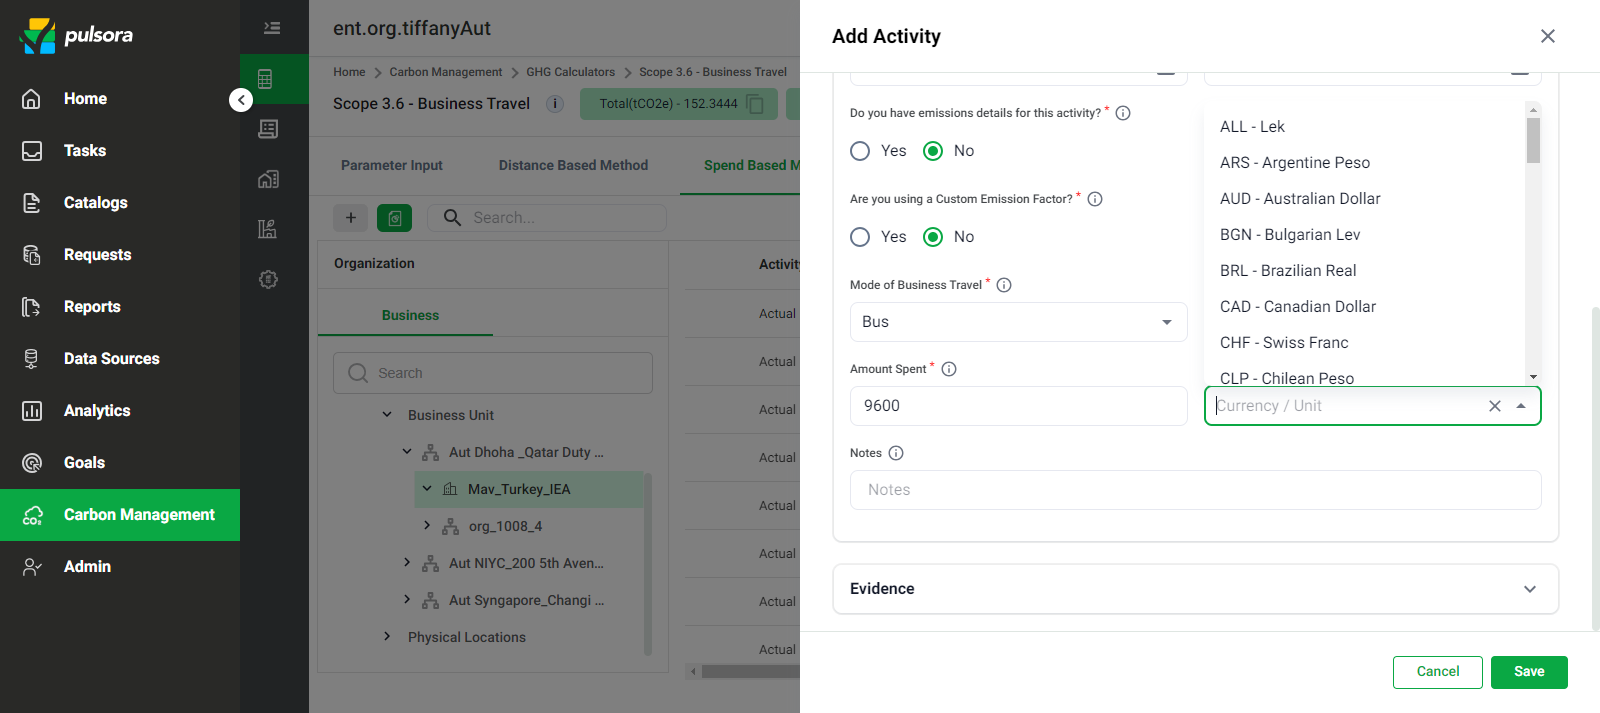 pulsora
Home
Tasks
Catalogs
Requests
Reports
Data Sources
Analytics
Goals
Carbon Management
Admin
ent.org.tiffanyAut
Home > Carbon Management > GHG Calculators > Scope 3.6 - Business Travel
Scope 3.6 - Business Travel
Total(tCO2e) - 152.3444
Parameter Input
Distance Based Method
Spend Based M
Search...
Organization
Business
Search
Business Unit
Aut Dhoha _Qatar Duty ...
Mav_Turkey_IEA
org_1008_4
Aut NIYC_200 5th Aven...
Aut Syngapore_Changi ...
Physical Locations
Activity
Actual
Actual
Actual
Actual
Actual
Actual
Actual
Actual
Add Activity
Do you have emissions details for this activity? *
Yes
No
Are you using a Custom Emission Factor? *
Yes
No
Mode of Business Travel *
Bus
Amount Spent *
9600
ALL - Lek
ARS - Argentine Peso
AUD - Australian Dollar
BGN - Bulgarian Lev
BRL - Brazilian Real
CAD - Canadian Dollar
CHF - Swiss Franc
CLP - Chilean Peso
Currency / Unit
Notes
Notes
Evidence
Cancel
Save